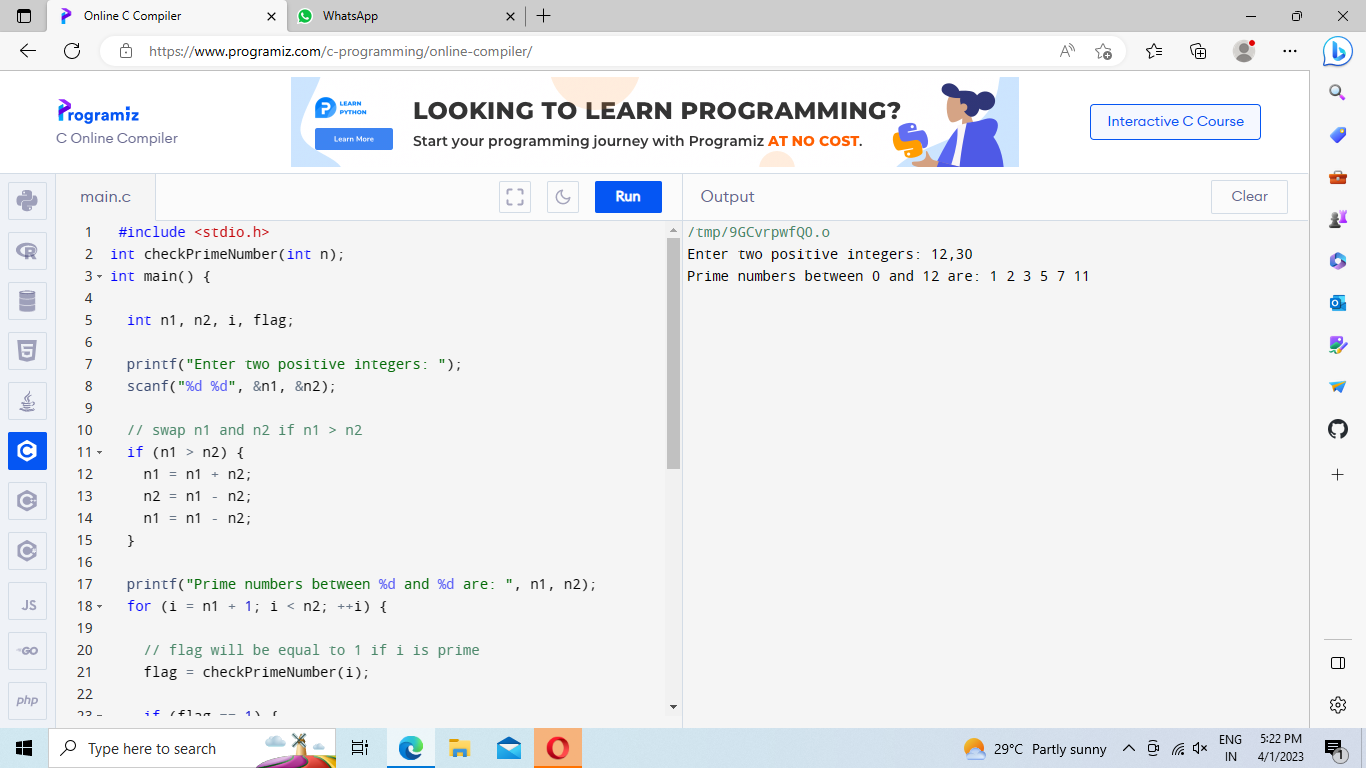 Online C Compiler
WhatsApp
https://www.programiz.com/c-programming/online-compiler/
Programiz
C Online Compiler
LEARN
PYTHON
Learn More
LOOKING TO LEARN PROGRAMMING?
Start your programming journey with Programiz AT NO COST.
Interactive C Course
main.c
Run
Output
Clear
1 #include <stdio.h>
2 int checkPrimeNumber(int n);
3 int main() {
4
5 int n1, n2, i, flag;
6
7 printf("Enter two positive integers: ");
8 scanf("%d %d", &n1, &n2);
9
10 // swap n1 and n2 if n1 > n2
11 if (n1 > n2) {
12 n1 = n1 + n2;
13 n2 = n1 - n2;
14 n1 = n1 - n2;
15 }
16
17 printf("Prime numbers between %d and %d are: ", n1, n2);
18 for (i = n1 + 1; i < n2; ++i) {
19
20 // flag will be equal to 1 if i is prime
21 flag = checkPrimeNumber(i);
22
23 if (flag == 1) {
/tmp/9GCvrpwfQO.o
Enter two positive integers: 12,30
Prime numbers between 0 and 12 are: 1 2 3 5 7 11
JS
GO
php
Type here to search
29°C Partly sunny
ENG
IN
5:22 PM
4/1/2023
1